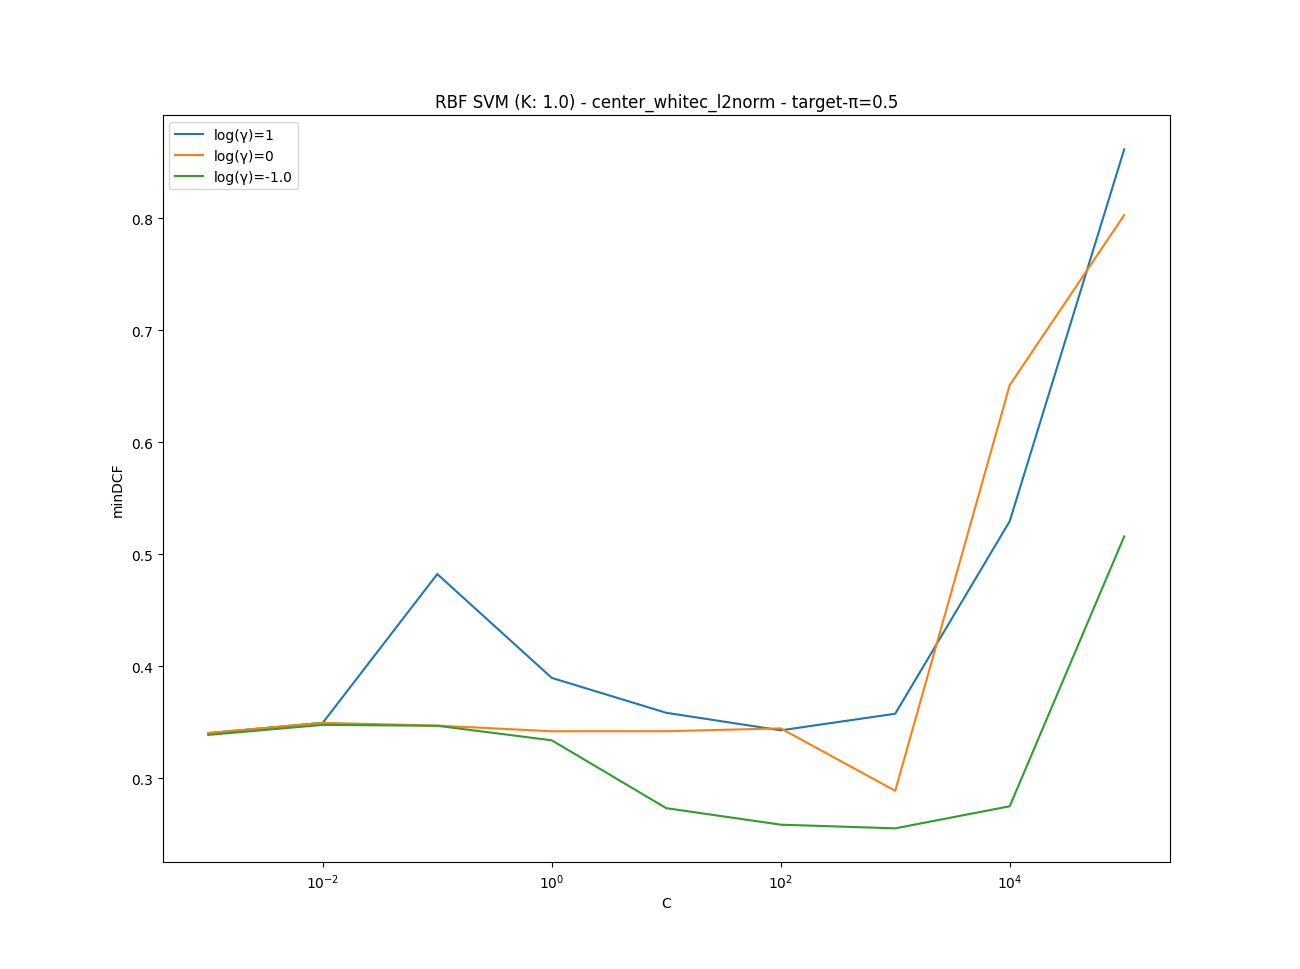 RBF SVM (K: 1.0) - center_whitec_l2norm - target-π=0.5
log(γ)=1
log(γ)=0
log(γ)=-1.0
0.8
0.7
0.6
0.5
0.4
0.3
minDCF
10⁻² 10⁰ 10² 10⁴
C